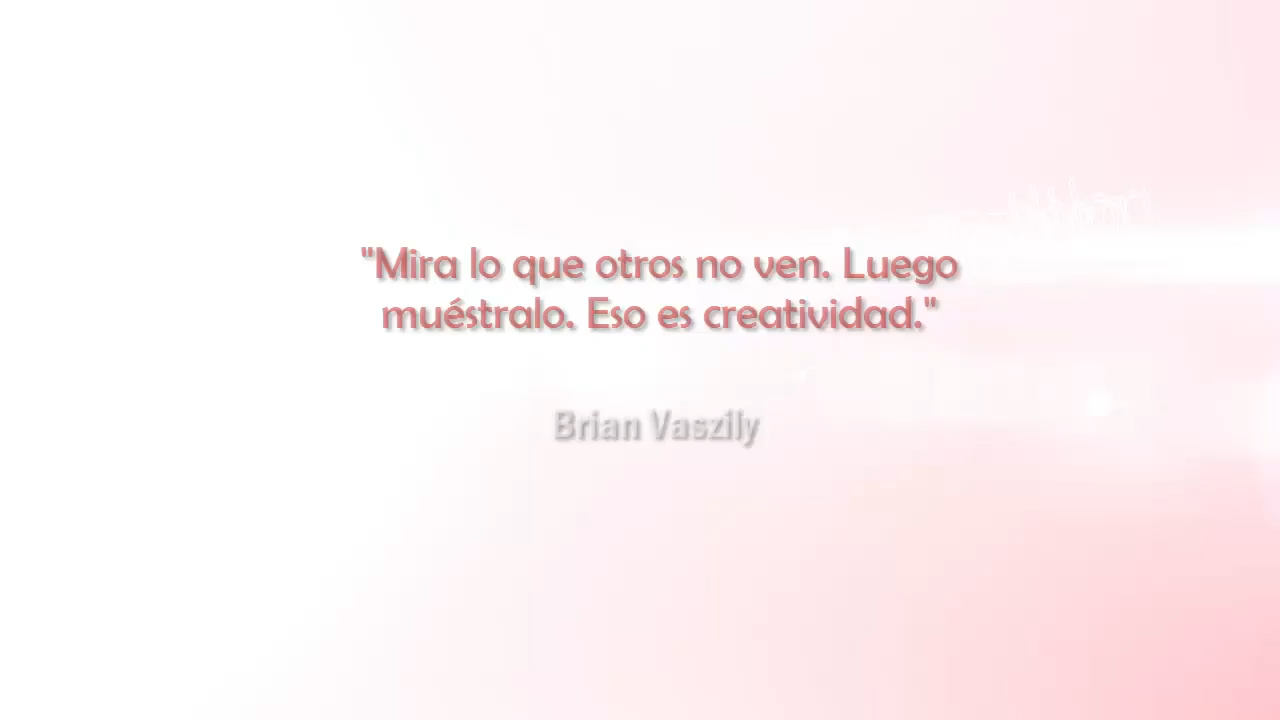 "Mira lo que otros no ven. Luego
muéstralo. Eso es creatividad."
Brian Vaszily